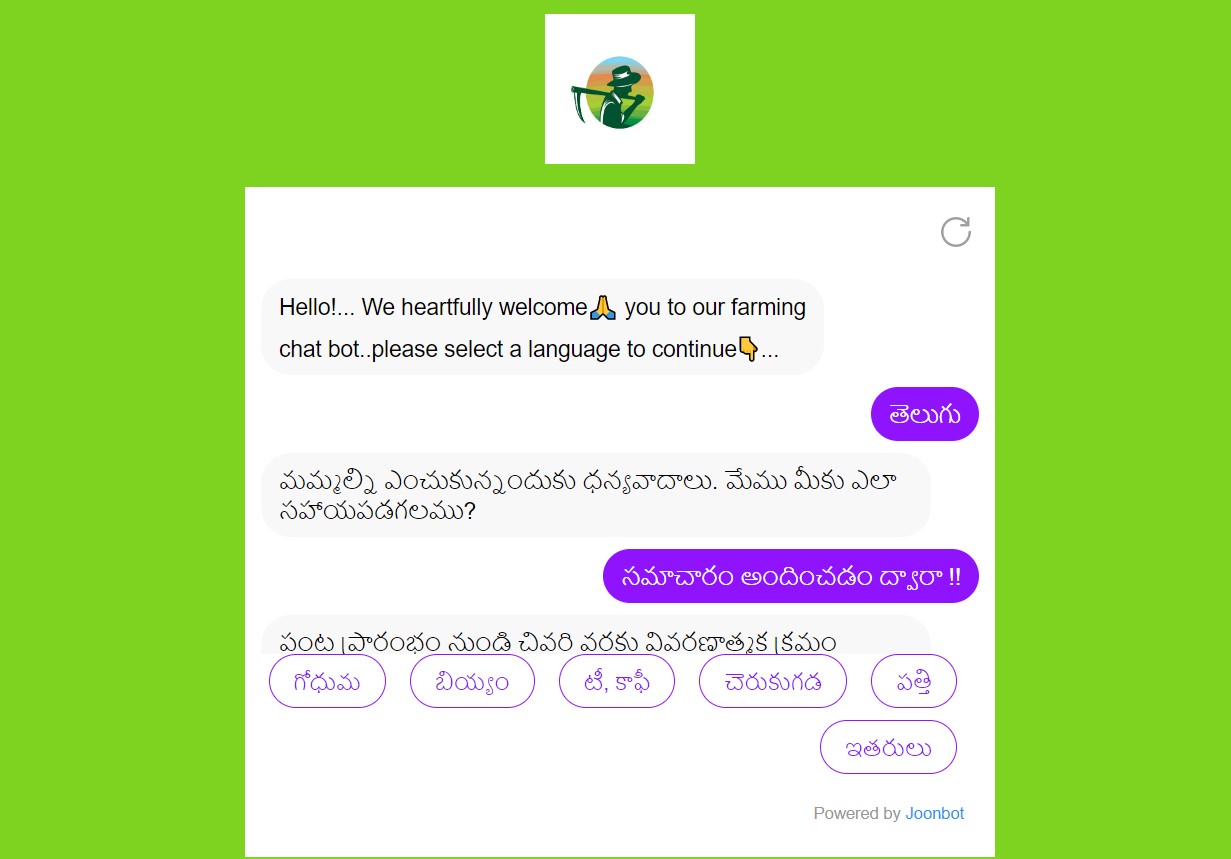 Hello!... We heartfully welcome🙏 you to our farming
chat bot..please select a language to continue👇...
తెలుగు
మమ్మల్ని ఎంచుకున్నందుకు ధన్యవాదాలు. మేము మీకు ఎలా
సహాయపడగలము?
సమాచారం అందించడం ద్వారా !!
పంట ప్రారంభం నుండి చివరి వరకు వివరణాత్మక క్రమం
గోధుమ బియ్యం టీ, కాఫీ చెరుకుగడ పత్తి
ఇతరులు
Powered by Joonbot